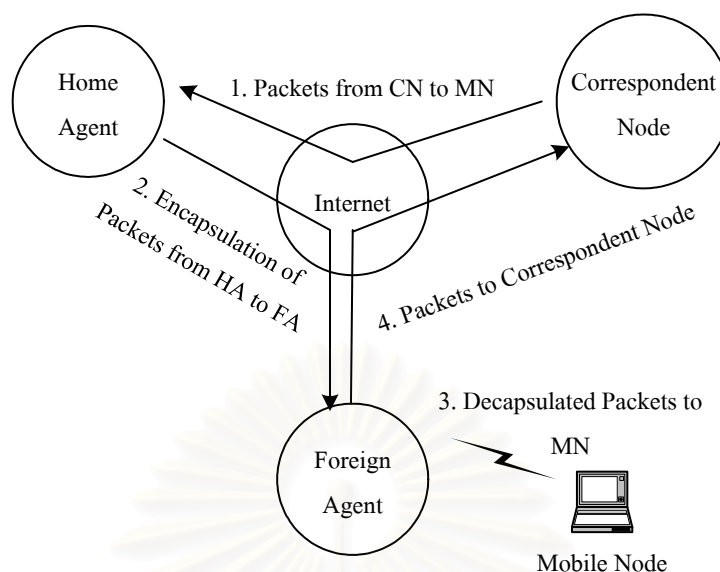 Home
Agent
1. Packets from CN to MN
Correspondent
Node
Internet
2. Encapsulation of
Packets from HA to FA
4. Packets to Correspondent Node
3. Decapsulated Packets to
MN
Foreign
Agent
Mobile Node